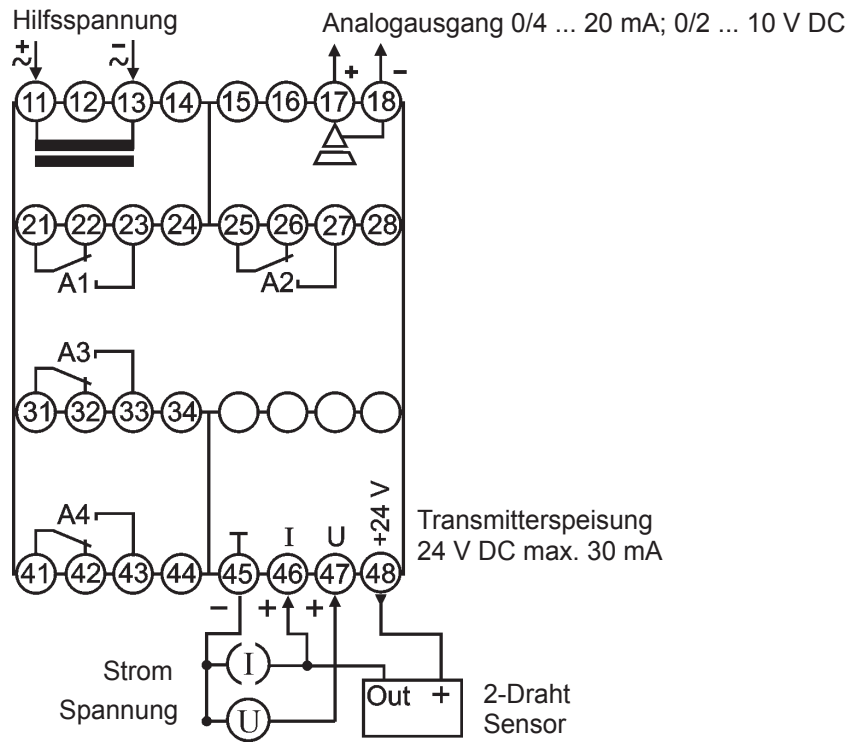 Hilfsspannung
Analogausgang 0/4 ... 20 mA; 0/2 ... 10 V DC
≂+ ≂− + −
11 12 13 14 15 16 17 18
21 22 23 24 25 26 27 28
A1 A2
A3
31 32 33 34
A4
⊥ I U +24 V
Transmitterspeisung
24 V DC max. 30 mA
41 42 43 44 45 46 47 48
− + +
Strom I
Out +
2-Draht
Sensor
Spannung U